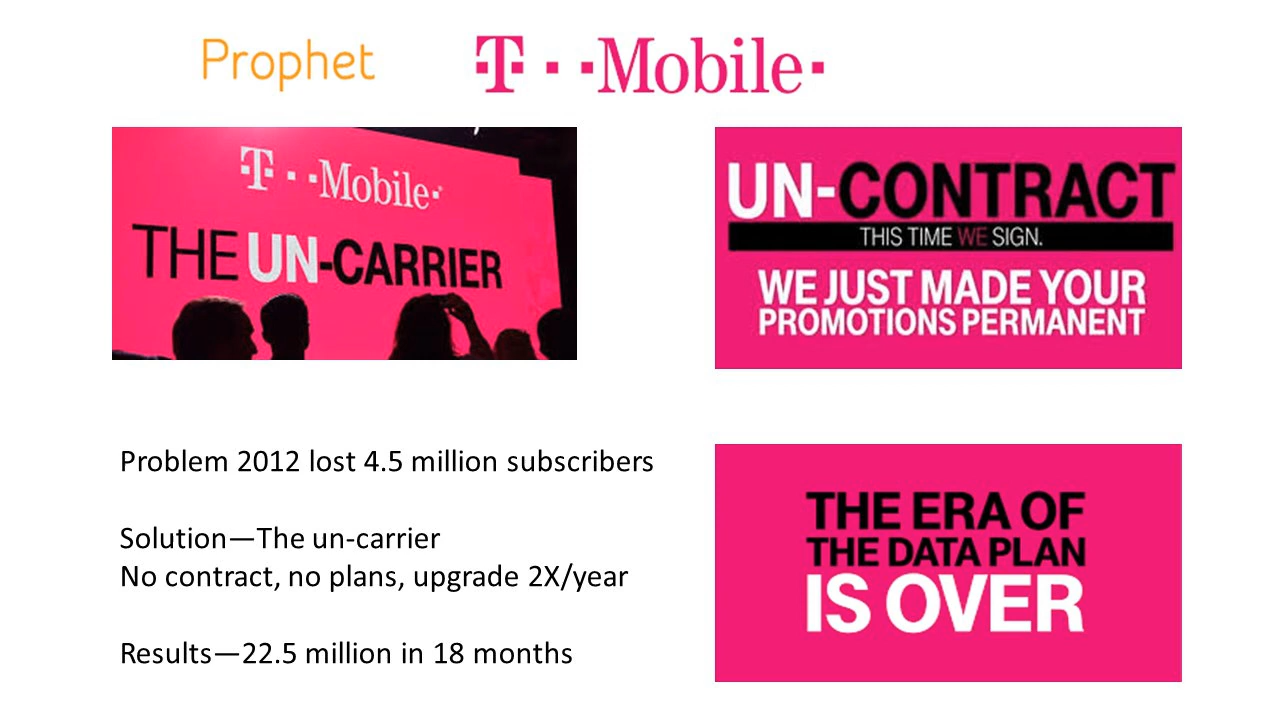 Prophet
T··Mobile·
T··Mobile·
THE UN-CARRIER
UN-CONTRACT
THIS TIME WE SIGN.
WE JUST MADE YOUR
PROMOTIONS PERMANENT
Problem 2012 lost 4.5 million subscribers
Solution—The un-carrier
No contract, no plans, upgrade 2X/year
Results—22.5 million in 18 months
THE ERA OF
THE DATA PLAN
IS OVER